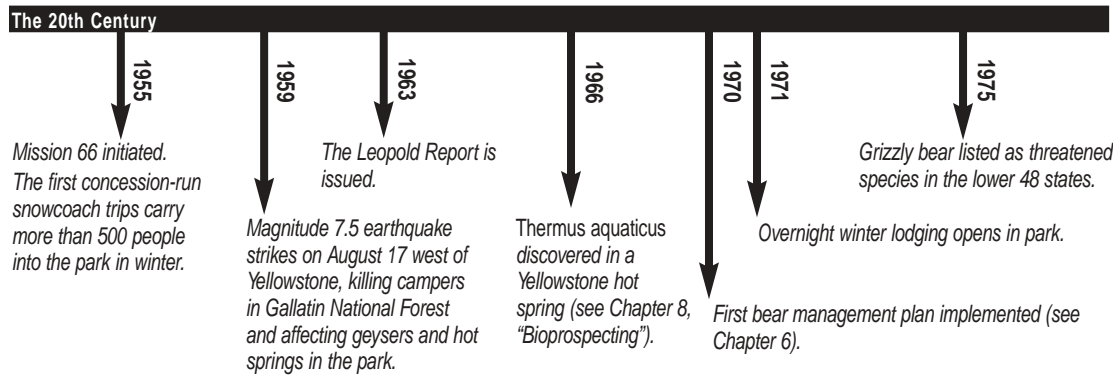 The 20th Century
1955
Mission 66 initiated.
The first concession-run
snowcoach trips carry
more than 500 people
into the park in winter.
1959
Magnitude 7.5 earthquake
strikes on August 17 west of
Yellowstone, killing campers
in Gallatin National Forest
and affecting geysers and hot
springs in the park.
1963
The Leopold Report is
issued.
1966
Thermus aquaticus
discovered in a
Yellowstone hot
spring (see Chapter 8,
“Bioprospecting”).
1970
First bear management plan implemented (see
Chapter 6).
1971
Overnight winter lodging opens in park.
1975
Grizzly bear listed as threatened
species in the lower 48 states.